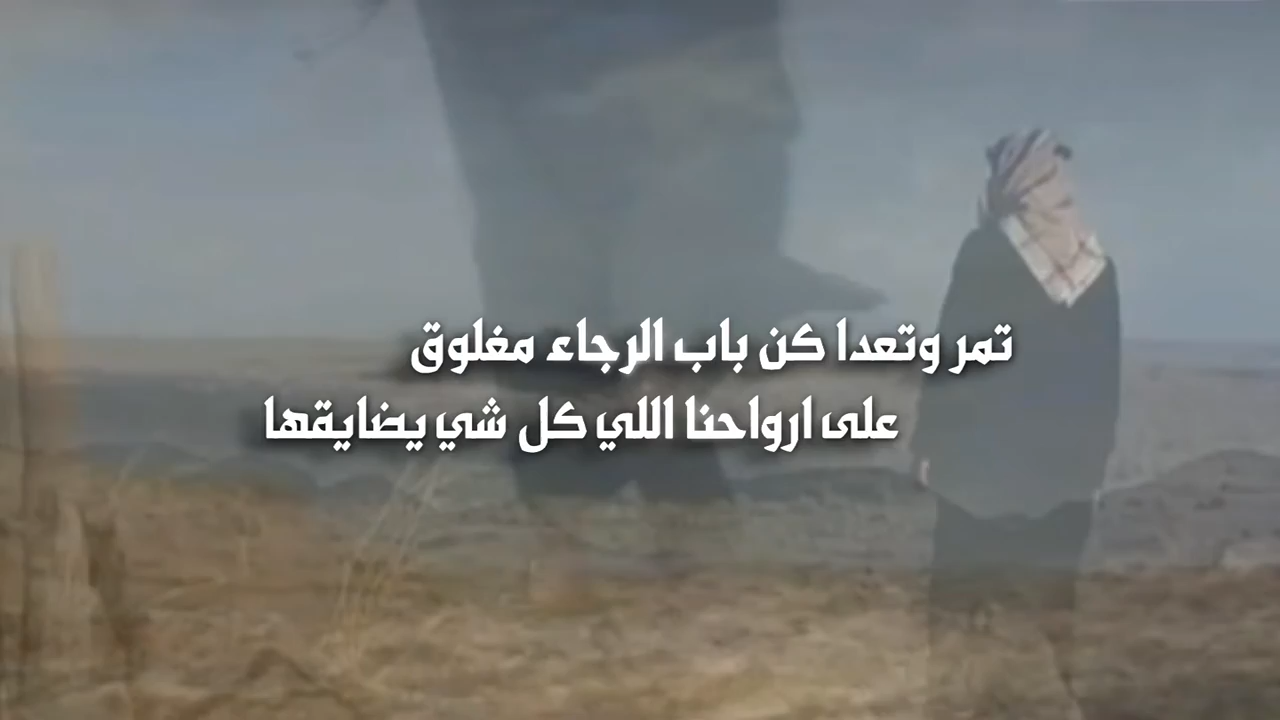 تمر وتعدا كن باب الرجاء مغلوق
على ارواحنا اللي كل شي يضايقها